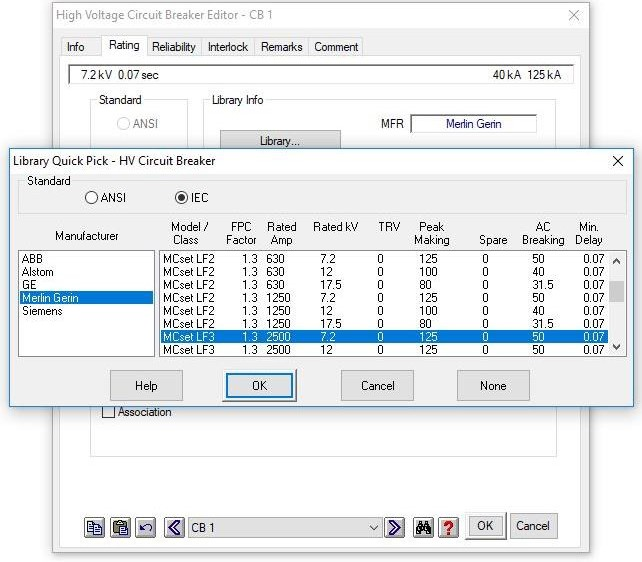 High Voltage Circuit Breaker Editor - CB 1
Info Rating Reliability Interlock Remarks Comment
7.2 kV 0.07 sec 40 kA 125 kA
Standard Library Info
ANSI MFR Merlin Gerin
Library...
Library Quick Pick - HV Circuit Breaker
Standard
ANSI IEC
Manufacturer
ABB
Alstom
GE
Merlin Gerin
Siemens
Model / FPC Rated Rated kV TRV Peak Spare AC Min.
Class Factor Amp Making Breaking Delay
MCset LF2 1.3 630 7.2 0 125 0 50 0.07
MCset LF2 1.3 630 12 0 100 0 40 0.07
MCset LF2 1.3 630 17.5 0 80 0 31.5 0.07
MCset LF2 1.3 1250 7.2 0 125 0 50 0.07
MCset LF2 1.3 1250 12 0 100 0 40 0.07
MCset LF2 1.3 1250 17.5 0 80 0 31.5 0.07
MCset LF3 1.3 2500 7.2 0 125 0 50 0.07
MCset LF3 1.3 2500 12 0 125 0 50 0.07
Help OK Cancel None
Association
CB 1 OK Cancel